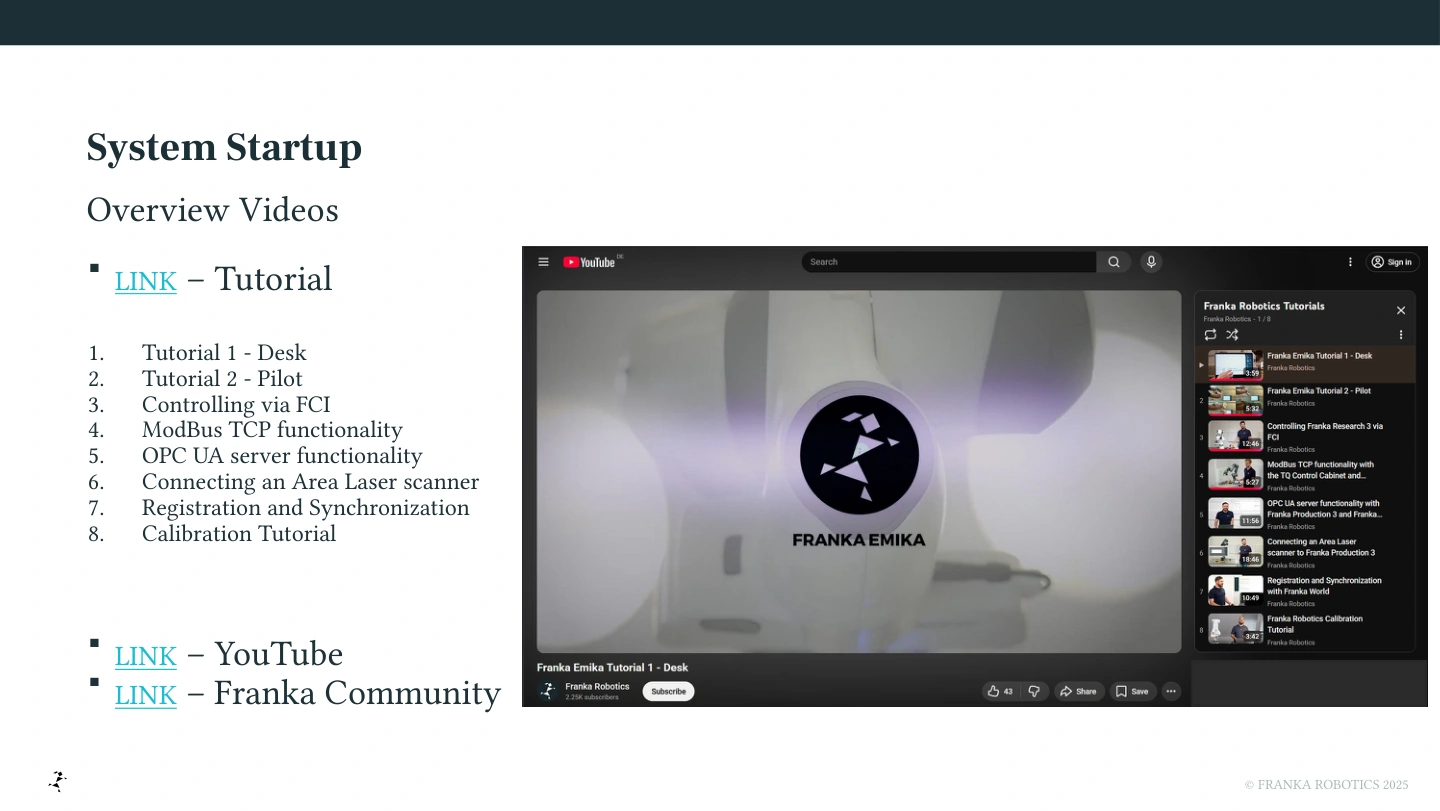 System Startup
Overview Videos
LINK – Tutorial
1. Tutorial 1 - Desk
2. Tutorial 2 - Pilot
3. Controlling via FCI
4. ModBus TCP functionality
5. OPC UA server functionality
6. Connecting an Area Laser scanner
7. Registration and Synchronization
8. Calibration Tutorial
LINK – YouTube
LINK – Franka Community
YouTube DE
Search
Sign in
FRANKA EMIKA
Franka Emika Tutorial 1 - Desk
Franka Robotics
2.25K subscribers
Subscribe
43
Share
Save
Franka Robotics Tutorials
Franka Robotics - 1 / 8
3:59
Franka Emika Tutorial 1 - Desk
Franka Robotics
2
5:32
Franka Emika Tutorial 2 - Pilot
Franka Robotics
3
12:46
Controlling Franka Research 3 via
FCI
Franka Robotics
4
5:27
ModBus TCP functionality with
the TQ Control Cabinet and...
Franka Robotics
5
11:56
OPC UA server functionality with
Franka Production 3 and Franka...
Franka Robotics
6
18:46
Connecting an Area Laser
scanner to Franka Production 3
Franka Robotics
7
10:49
Registration and Synchronization
with Franka World
Franka Robotics
8
3:42
Franka Robotics Calibration
Tutorial
Franka Robotics
© FRANKA ROBOTICS 2025